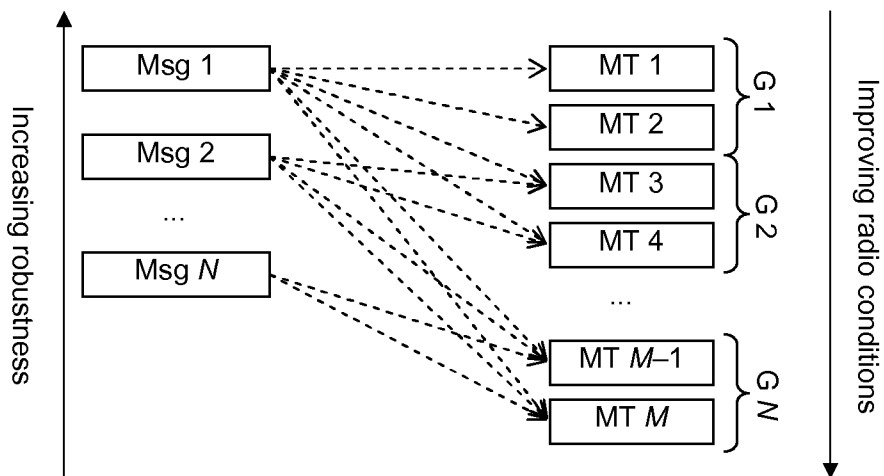 Increasing robustness
Msg 1
Msg 2
...
Msg N
MT 1
MT 2
MT 3
MT 4
...
MT M–1
MT M
G 1
G 2
G N
Improving radio conditions